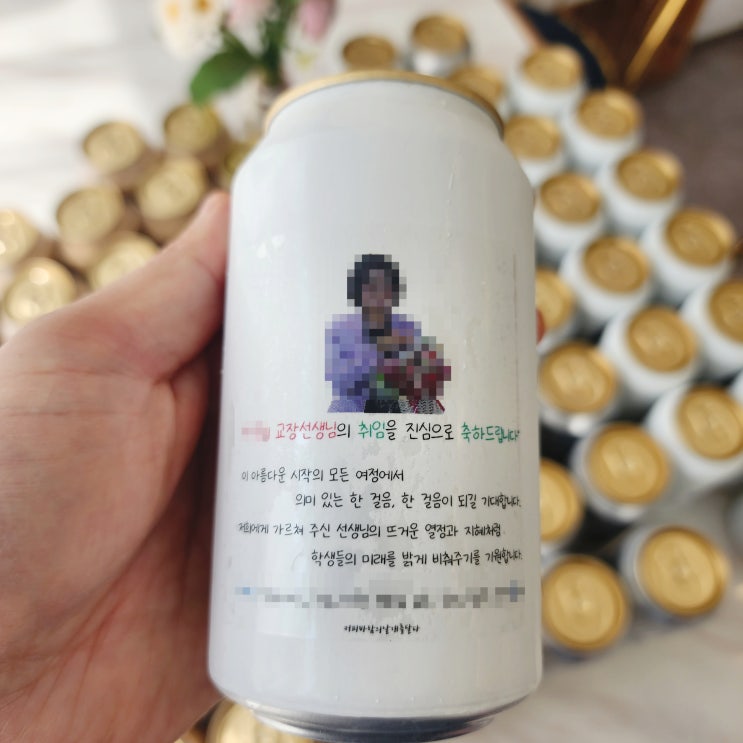 교장선생님의 취임을 진심으로 축하드립니다
이 아름다운 시작의 모든 여정에서
의미 있는 한 걸음, 한 걸음이 되길 기대합니다.
저희에게 가르쳐 주신 선생님의 뜨거운 열정과 지혜처럼
학생들의 미래를 밝게 비춰주기를 기원합니다.